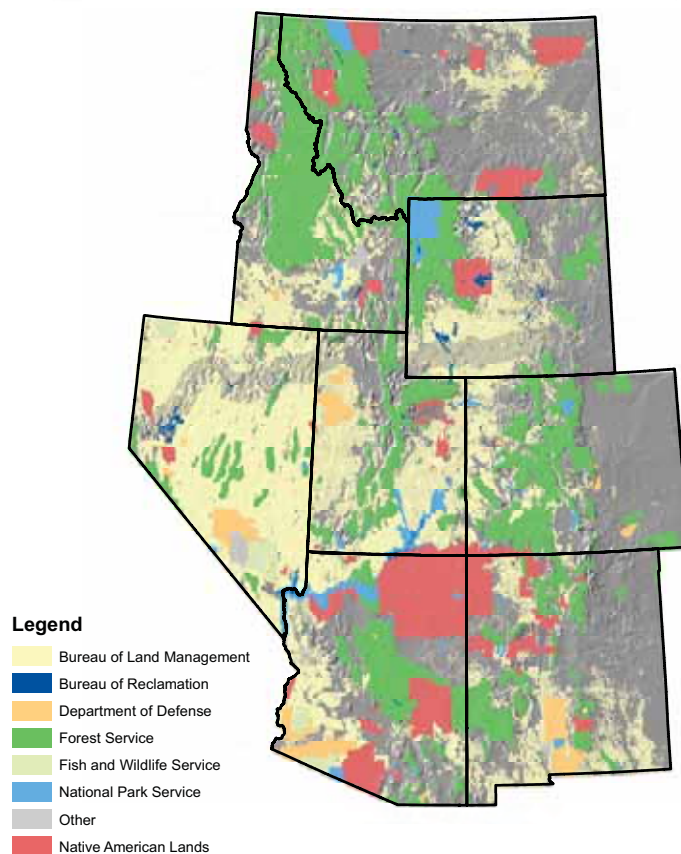 Legend
Bureau of Land Management
Bureau of Reclamation
Department of Defense
Forest Service
Fish and Wildlife Service
National Park Service
Other
Native American Lands